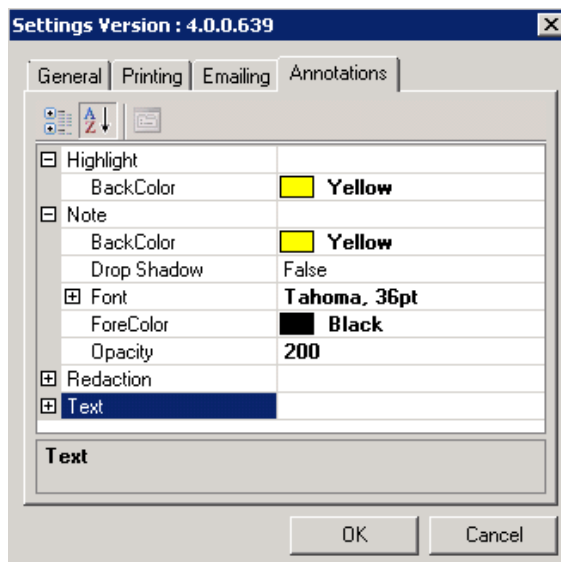 Settings Version : 4.0.0.639
General Printing Emailing Annotations
Highlight
BackColor Yellow
Note
BackColor Yellow
Drop Shadow False
Font Tahoma, 36pt
ForeColor Black
Opacity 200
Redaction
Text
Text
OK Cancel